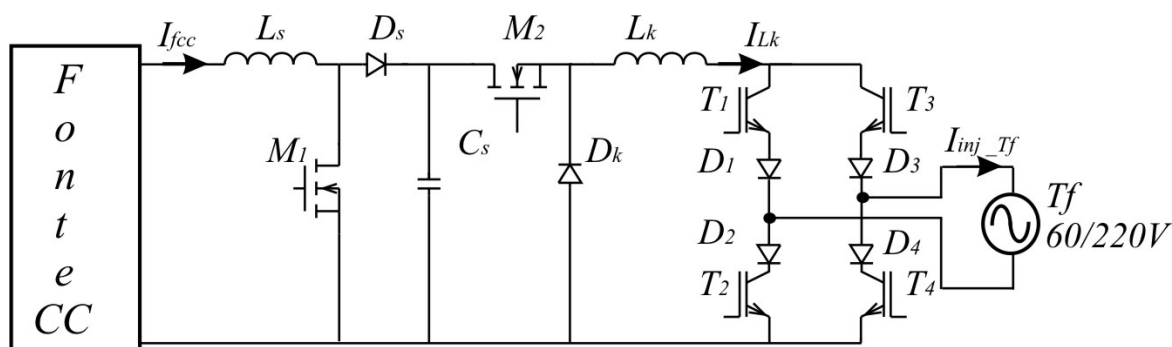 Fonte CC
I_fcc
L_s
D_s
M_2
L_k
I_Lk
M_1
C_s
D_k
T_1
T_3
D_1
D_3
I_inj_Tf
Tf
60/220V
D_2
D_4
T_2
T_4